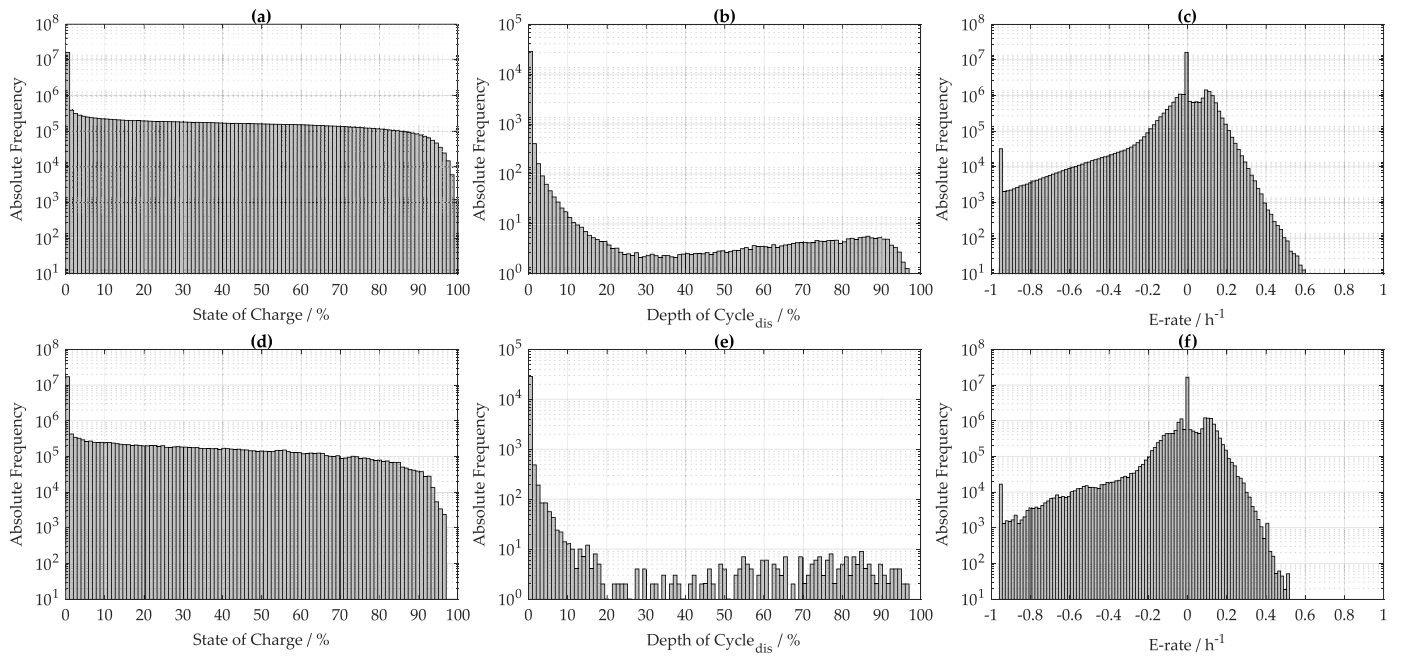 (a)
10^8
10^7
10^6
10^5
10^4
10^3
10^2
10^1
Absolute Frequency
0 10 20 30 40 50 60 70 80 90 100
State of Charge / %
(b)
10^5
10^4
10^3
10^2
10^1
10^0
Absolute Frequency
0 10 20 30 40 50 60 70 80 90 100
Depth of Cycle_dis / %
(c)
10^8
10^7
10^6
10^5
10^4
10^3
10^2
10^1
Absolute Frequency
-1 -0.8 -0.6 -0.4 -0.2 0 0.2 0.4 0.6 0.8 1
E-rate / h^-1
(d)
10^8
10^7
10^6
10^5
10^4
10^3
10^2
10^1
Absolute Frequency
0 10 20 30 40 50 60 70 80 90 100
State of Charge / %
(e)
10^5
10^4
10^3
10^2
10^1
10^0
Absolute Frequency
0 10 20 30 40 50 60 70 80 90 100
Depth of Cycle_dis / %
(f)
10^8
10^7
10^6
10^5
10^4
10^3
10^2
10^1
Absolute Frequency
-1 -0.8 -0.6 -0.4 -0.2 0 0.2 0.4 0.6 0.8 1
E-rate / h^-1